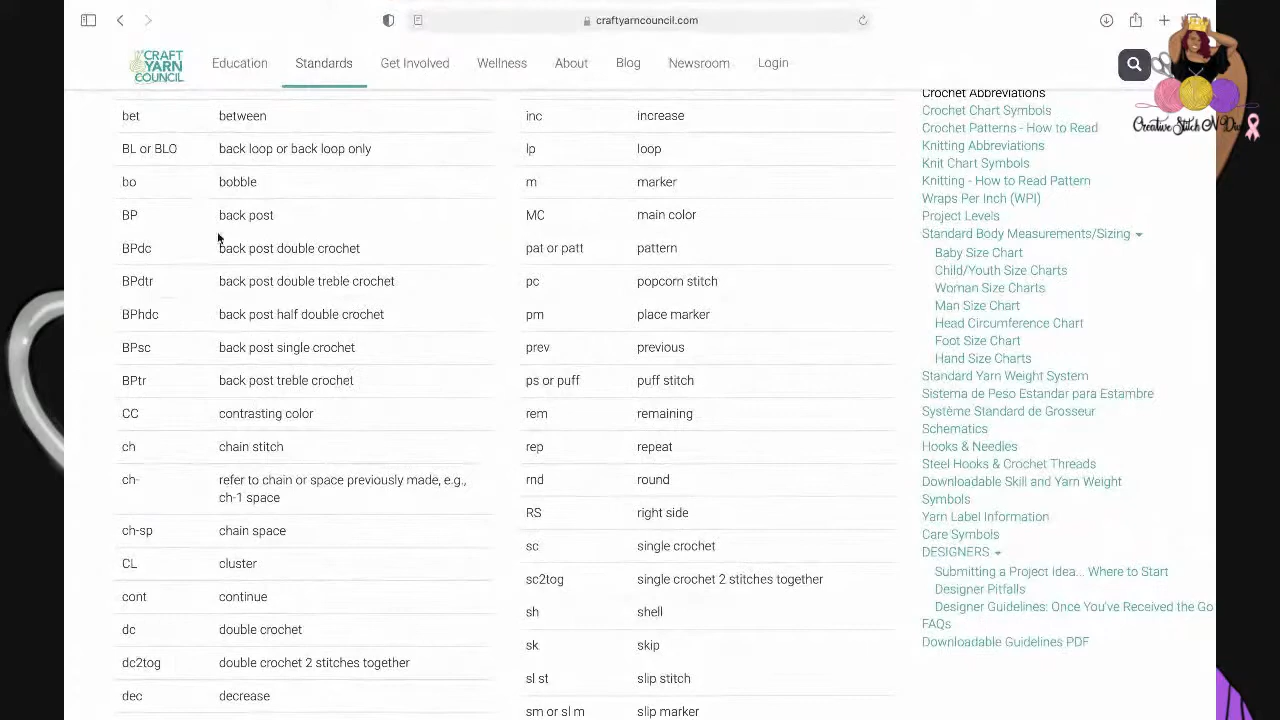 craftyarncouncil.com
CRAFT
YARN
COUNCIL
Education
Standards
Get Involved
Wellness
About
Blog
Newsroom
Login
bet between
BL or BLO back loop or back loop only
bo bobble
BP back post
BPdc back post double crochet
BPdtr back post double treble crochet
BPhdc back post half double crochet
BPsc back post single crochet
BPtr back post treble crochet
CC contrasting color
ch chain stitch
ch- refer to chain or space previously made, e.g.,
ch-1 space
ch-sp chain space
CL cluster
cont continue
dc double crochet
dc2tog double crochet 2 stitches together
dec decrease
inc increase
lp loop
m marker
MC main color
pat or patt pattern
pc popcorn stitch
pm place marker
prev previous
ps or puff puff stitch
rem remaining
rep repeat
rnd round
RS right side
sc single crochet
sc2tog single crochet 2 stitches together
sh shell
sk skip
sl st slip stitch
sm or sl m slip marker
Crochet Abbreviations
Crochet Chart Symbols
Crochet Patterns - How to Read
Knitting Abbreviations
Knit Chart Symbols
Knitting - How to Read Pattern
Wraps Per Inch (WPI)
Project Levels
Standard Body Measurements/Sizing
Baby Size Chart
Child/Youth Size Charts
Woman Size Charts
Man Size Chart
Head Circumference Chart
Foot Size Chart
Hand Size Charts
Standard Yarn Weight System
Sistema de Peso Estandar para Estambre
Système Standard de Grosseur
Schematics
Hooks & Needles
Steel Hooks & Crochet Threads
Downloadable Skill and Yarn Weight
Symbols
Yarn Label Information
Care Symbols
DESIGNERS
Submitting a Project Idea... Where to Start
Designer Pitfalls
Designer Guidelines: Once You've Received the Go
FAQs
Downloadable Guidelines PDF
Creative Stitch N Diva